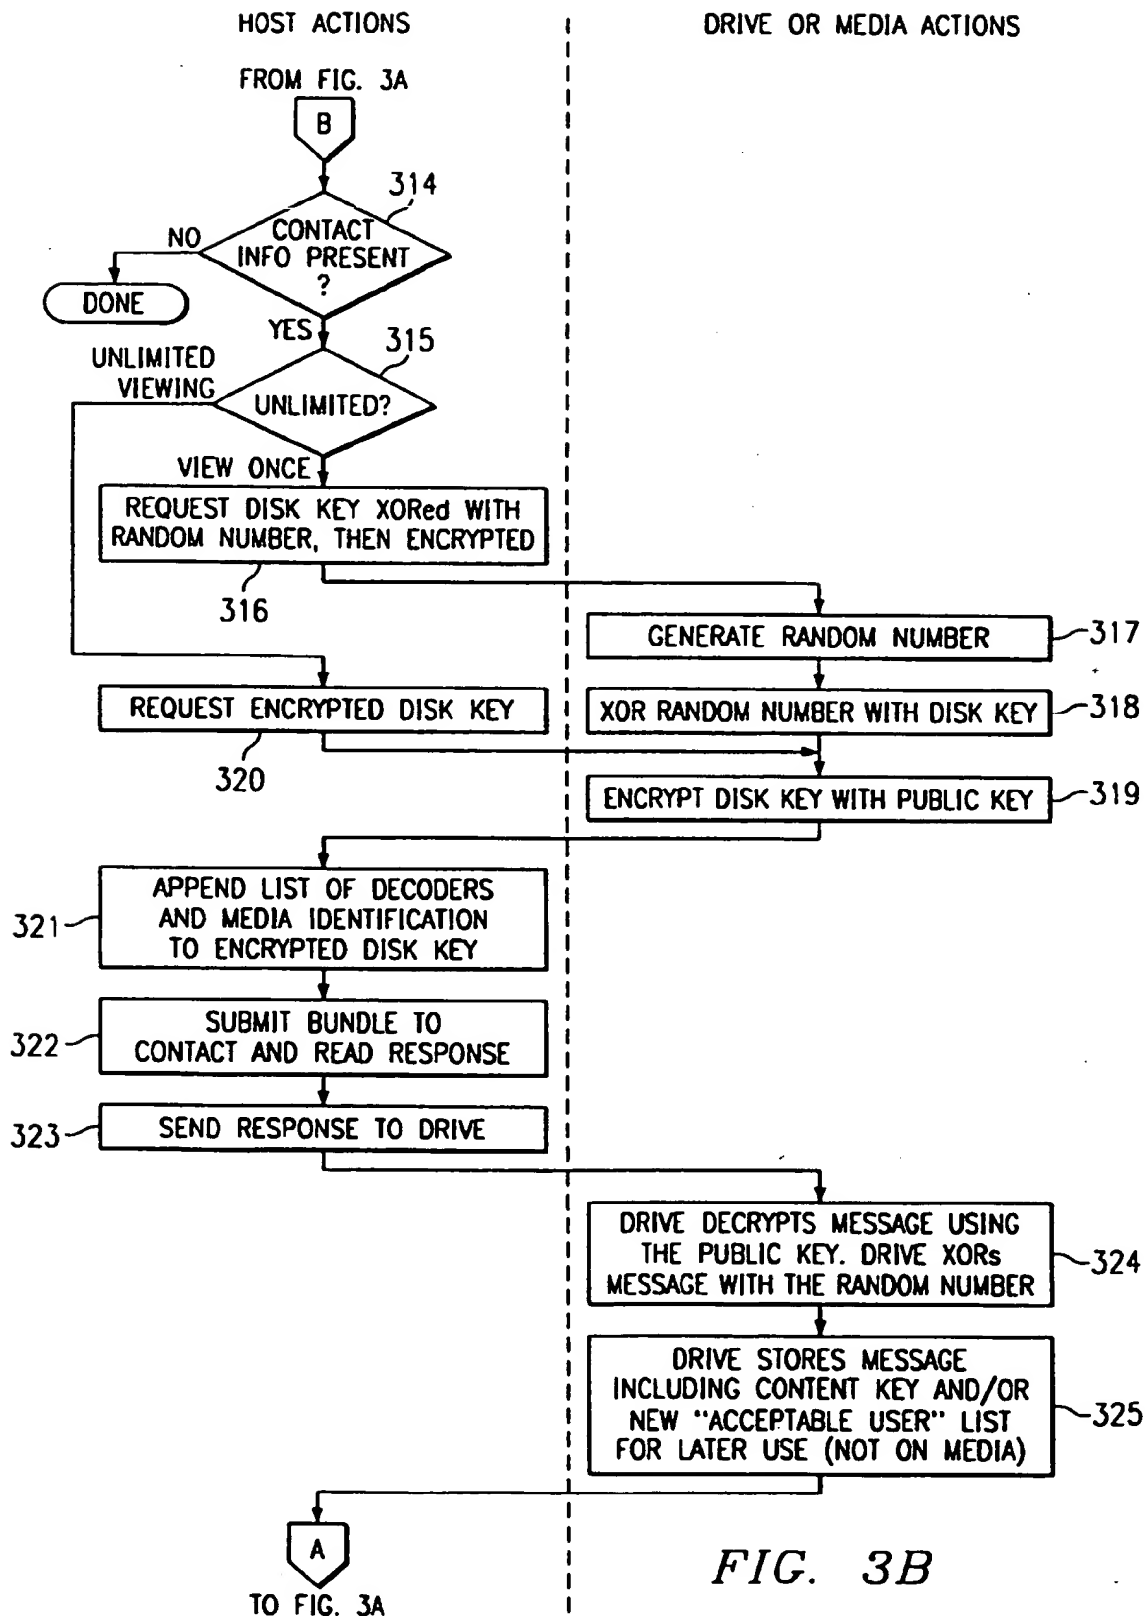 HOST ACTIONS
DRIVE OR MEDIA ACTIONS
FROM FIG. 3A
B
314
CONTACT
INFO PRESENT
?
NO
DONE
YES
315
UNLIMITED
VIEWING
UNLIMITED?
VIEW ONCE
REQUEST DISK KEY XORed WITH
RANDOM NUMBER, THEN ENCRYPTED
316
GENERATE RANDOM NUMBER
317
REQUEST ENCRYPTED DISK KEY
320
XOR RANDOM NUMBER WITH DISK KEY
318
ENCRYPT DISK KEY WITH PUBLIC KEY
319
321
APPEND LIST OF DECODERS
AND MEDIA IDENTIFICATION
TO ENCRYPTED DISK KEY
322
SUBMIT BUNDLE TO
CONTACT AND READ RESPONSE
323
SEND RESPONSE TO DRIVE
DRIVE DECRYPTS MESSAGE USING
THE PUBLIC KEY. DRIVE XORs
MESSAGE WITH THE RANDOM NUMBER
324
DRIVE STORES MESSAGE
INCLUDING CONTENT KEY AND/OR
NEW "ACCEPTABLE USER" LIST
FOR LATER USE (NOT ON MEDIA)
325
A
TO FIG. 3A
FIG. 3B